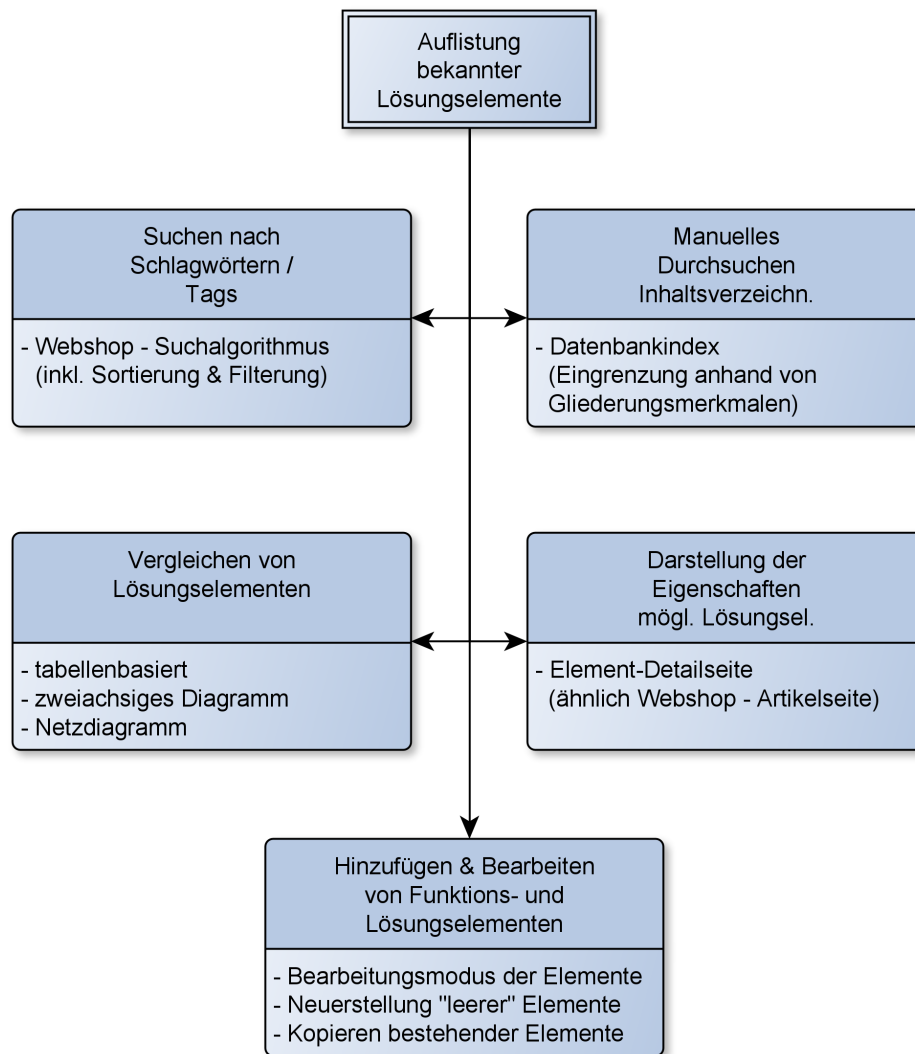 Auflistung
bekannter
Lösungselemente
Suchen nach
Schlagwörtern /
Tags
- Webshop - Suchalgorithmus
(inkl. Sortierung & Filterung)
Manuelles
Durchsuchen
Inhaltsverzeichn.
- Datenbankindex
(Eingrenzung anhand von
Gliederungsmerkmalen)
Vergleichen von
Lösungselementen
- tabellenbasiert
- zweiachsiges Diagramm
- Netzdiagramm
Darstellung der
Eigenschaften
mögl. Lösungsel.
- Element-Detailseite
(ähnlich Webshop - Artikelseite)
Hinzufügen & Bearbeiten
von Funktions- und
Lösungselementen
- Bearbeitungsmodus der Elemente
- Neuerstellung "leerer" Elemente
- Kopieren bestehender Elemente